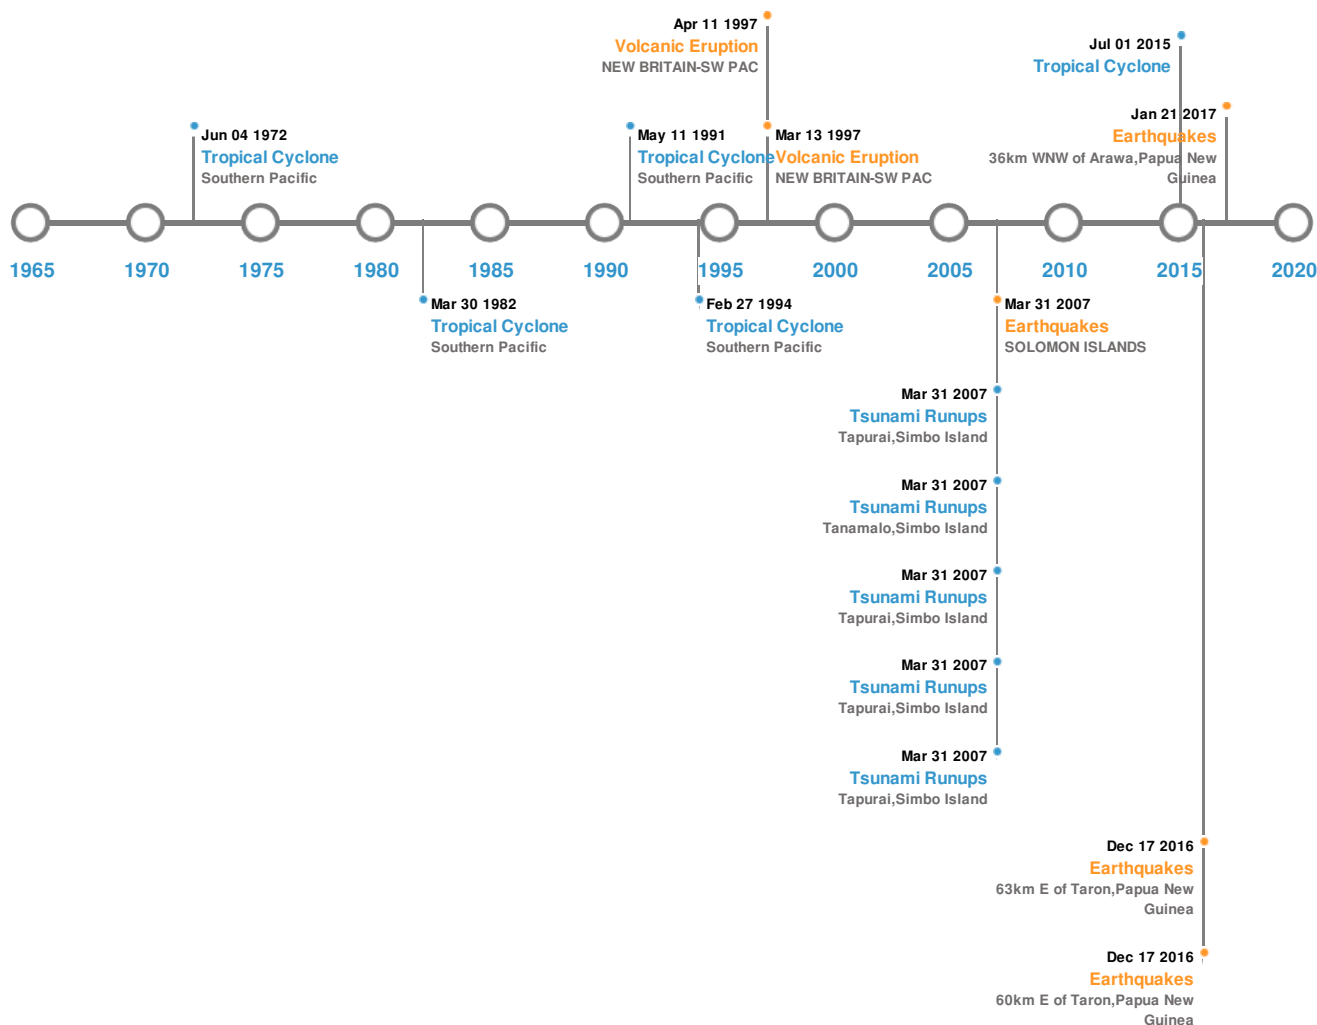 Apr 11 1997
Volcanic Eruption
NEW BRITAIN-SW PAC
Jul 01 2015
Tropical Cyclone
Jun 04 1972
Tropical Cyclone
Southern Pacific
May 11 1991
Tropical Cyclone
Southern Pacific
Mar 13 1997
Volcanic Eruption
NEW BRITAIN-SW PAC
Jan 21 2017
Earthquakes
36km WNW of Arawa,Papua New
Guinea
1965 1970 1975 1980 1985 1990 1995 2000 2005 2010 2015 2020
Mar 30 1982
Tropical Cyclone
Southern Pacific
Feb 27 1994
Tropical Cyclone
Southern Pacific
Mar 31 2007
Earthquakes
SOLOMON ISLANDS
Mar 31 2007
Tsunami Runups
Tapurai,Simbo Island
Mar 31 2007
Tsunami Runups
Tanamalo,Simbo Island
Mar 31 2007
Tsunami Runups
Tapurai,Simbo Island
Mar 31 2007
Tsunami Runups
Tapurai,Simbo Island
Mar 31 2007
Tsunami Runups
Tapurai,Simbo Island
Dec 17 2016
Earthquakes
63km E of Taron,Papua New
Guinea
Dec 17 2016
Earthquakes
60km E of Taron,Papua New
Guinea